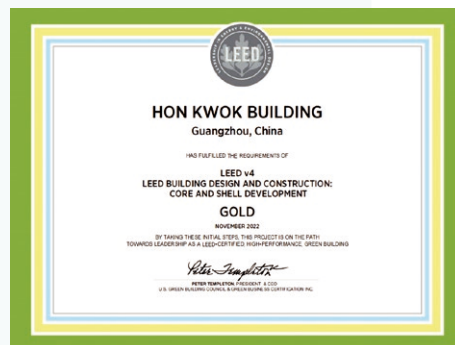 LEED
HON KWOK BUILDING
Guangzhou, China
HAS FULFILLED THE REQUIREMENTS OF
LEED v4
LEED BUILDING DESIGN AND CONSTRUCTION:
CORE AND SHELL DEVELOPMENT
GOLD
NOVEMBER 2022
BY TAKING THESE INITIAL STEPS, THIS PROJECT IS ON THE PATH
TOWARDS LEADERSHIP AS A LEED-CERTIFIED, HIGH-PERFORMANCE, GREEN BUILDING
Peter Templeton
PETER TEMPLETON, PRESIDENT & CEO
U.S. GREEN BUILDING COUNCIL & GREEN BUSINESS CERTIFICATION INC.